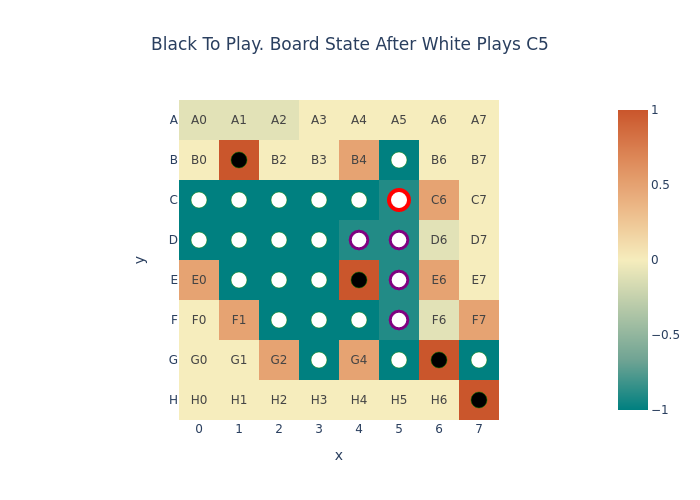 Black To Play. Board State After White Plays C5
A A0 A1 A2 A3 A4 A5 A6 A7
B B0 B2 B3 B4 B6 B7
C C6 C7
D D6 D7
E E0 E6 E7
F F0 F1 F6 F7
G G0 G1 G2 G4
H H0 H1 H2 H3 H4 H5 H6
0 1 2 3 4 5 6 7
x
y
1
0.5
0
−0.5
−1